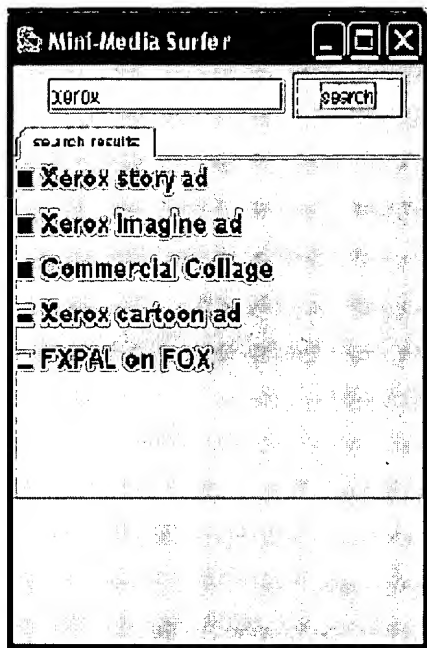 Mini-Media Surfer
xerox search
search results
Xerox story ad
Xerox Imagine ad
Commercial Collage
Xerox cartoon ad
FXPAL on FOX